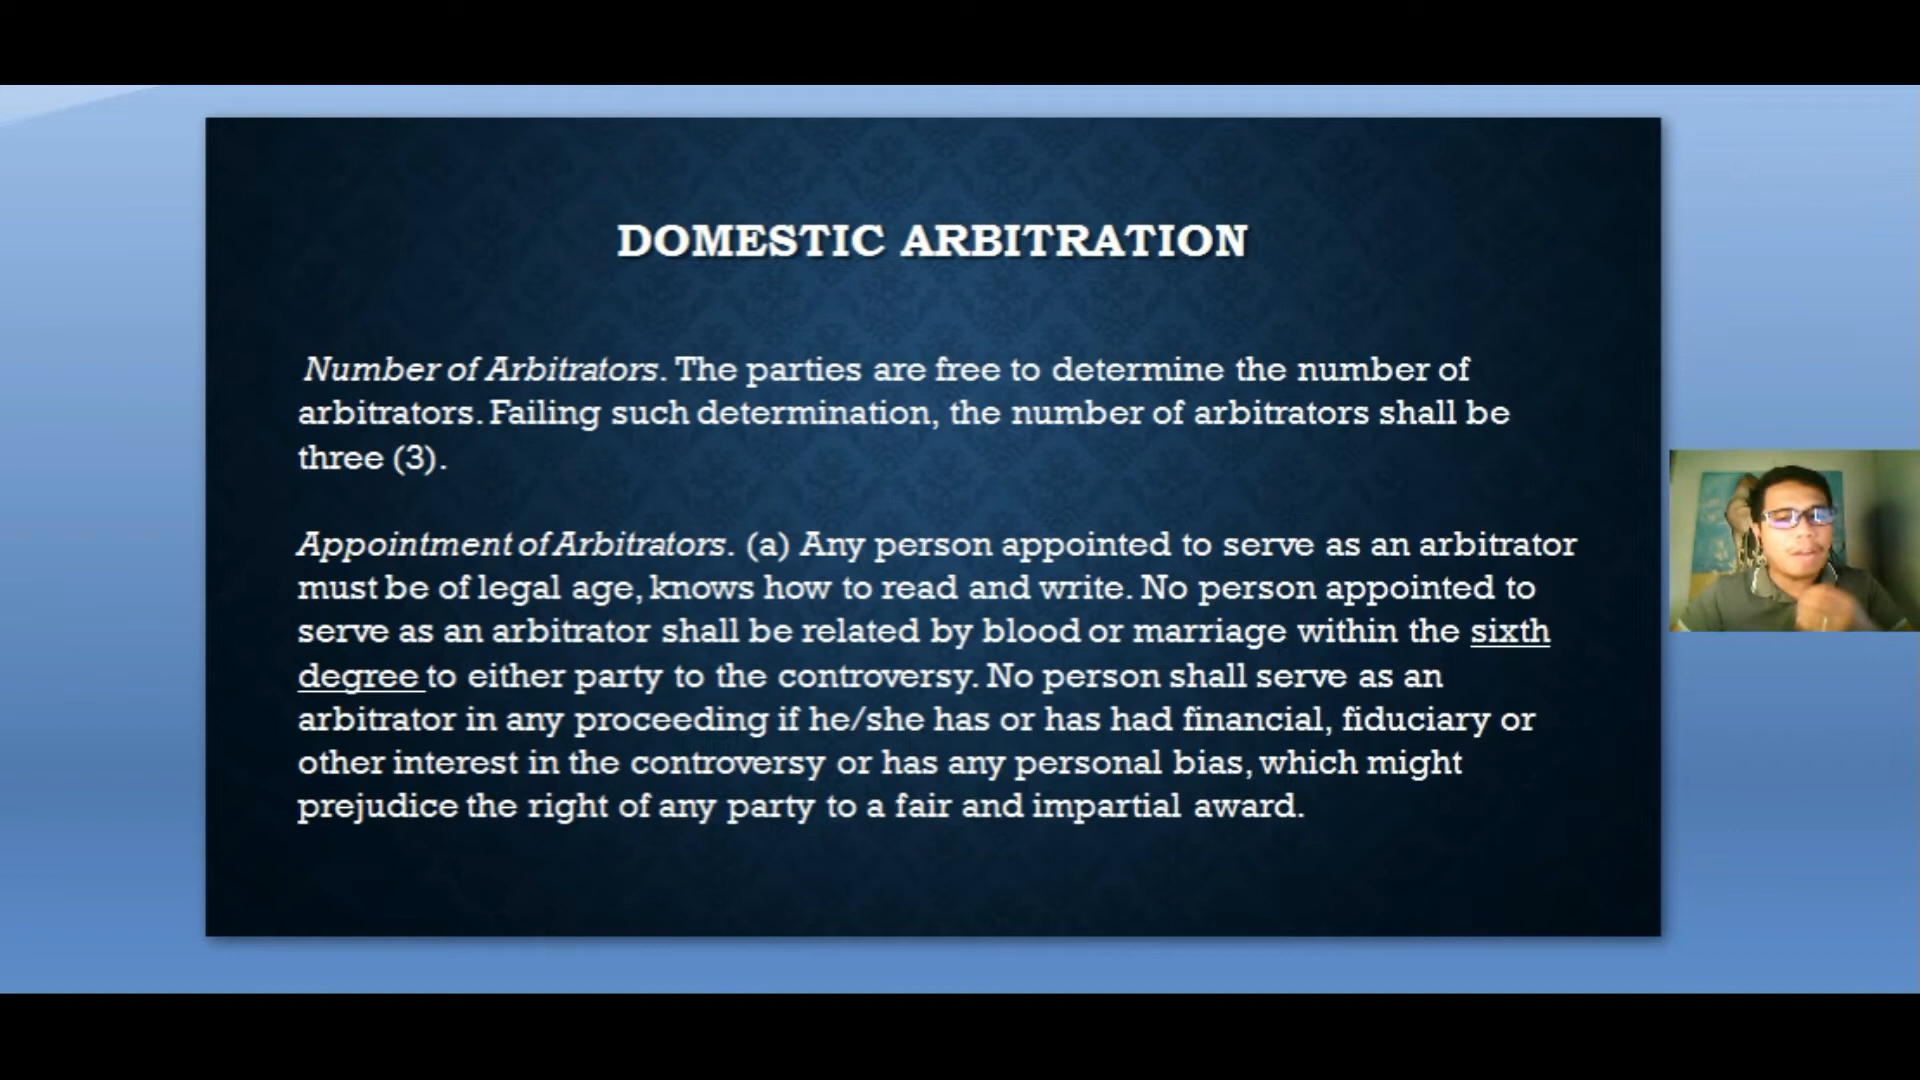 DOMESTIC ARBITRATION
Number of Arbitrators. The parties are free to determine the number of
arbitrators. Failing such determination, the number of arbitrators shall be
three (3).
Appointment of Arbitrators. (a) Any person appointed to serve as an arbitrator
must be of legal age, knows how to read and write. No person appointed to
serve as an arbitrator shall be related by blood or marriage within the sixth
degree to either party to the controversy. No person shall serve as an
arbitrator in any proceeding if he/she has or has had financial, fiduciary or
other interest in the controversy or has any personal bias, which might
prejudice the right of any party to a fair and impartial award.